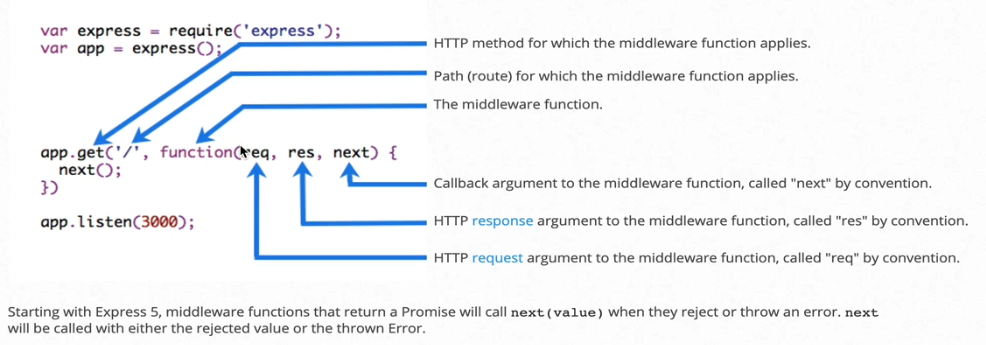 var express = require('express');
var app = express();
HTTP method for which the middleware function applies.
Path (route) for which the middleware function applies.
The middleware function.
app.get('/', function(req, res, next) {
next();
})
Callback argument to the middleware function, called "next" by convention.
app.listen(3000);
HTTP response argument to the middleware function, called "res" by convention.
HTTP request argument to the middleware function, called "req" by convention.
Starting with Express 5, middleware functions that return a Promise will call next(value) when they reject or throw an error. next
will be called with either the rejected value or the thrown Error.